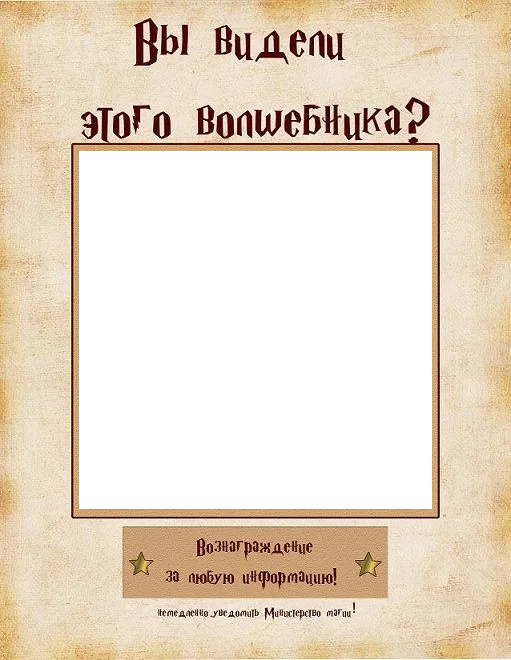 Вы видели
этого волшебника?
Вознаграждение
за любую информацию!
немедленно уведомить Министерство магии!